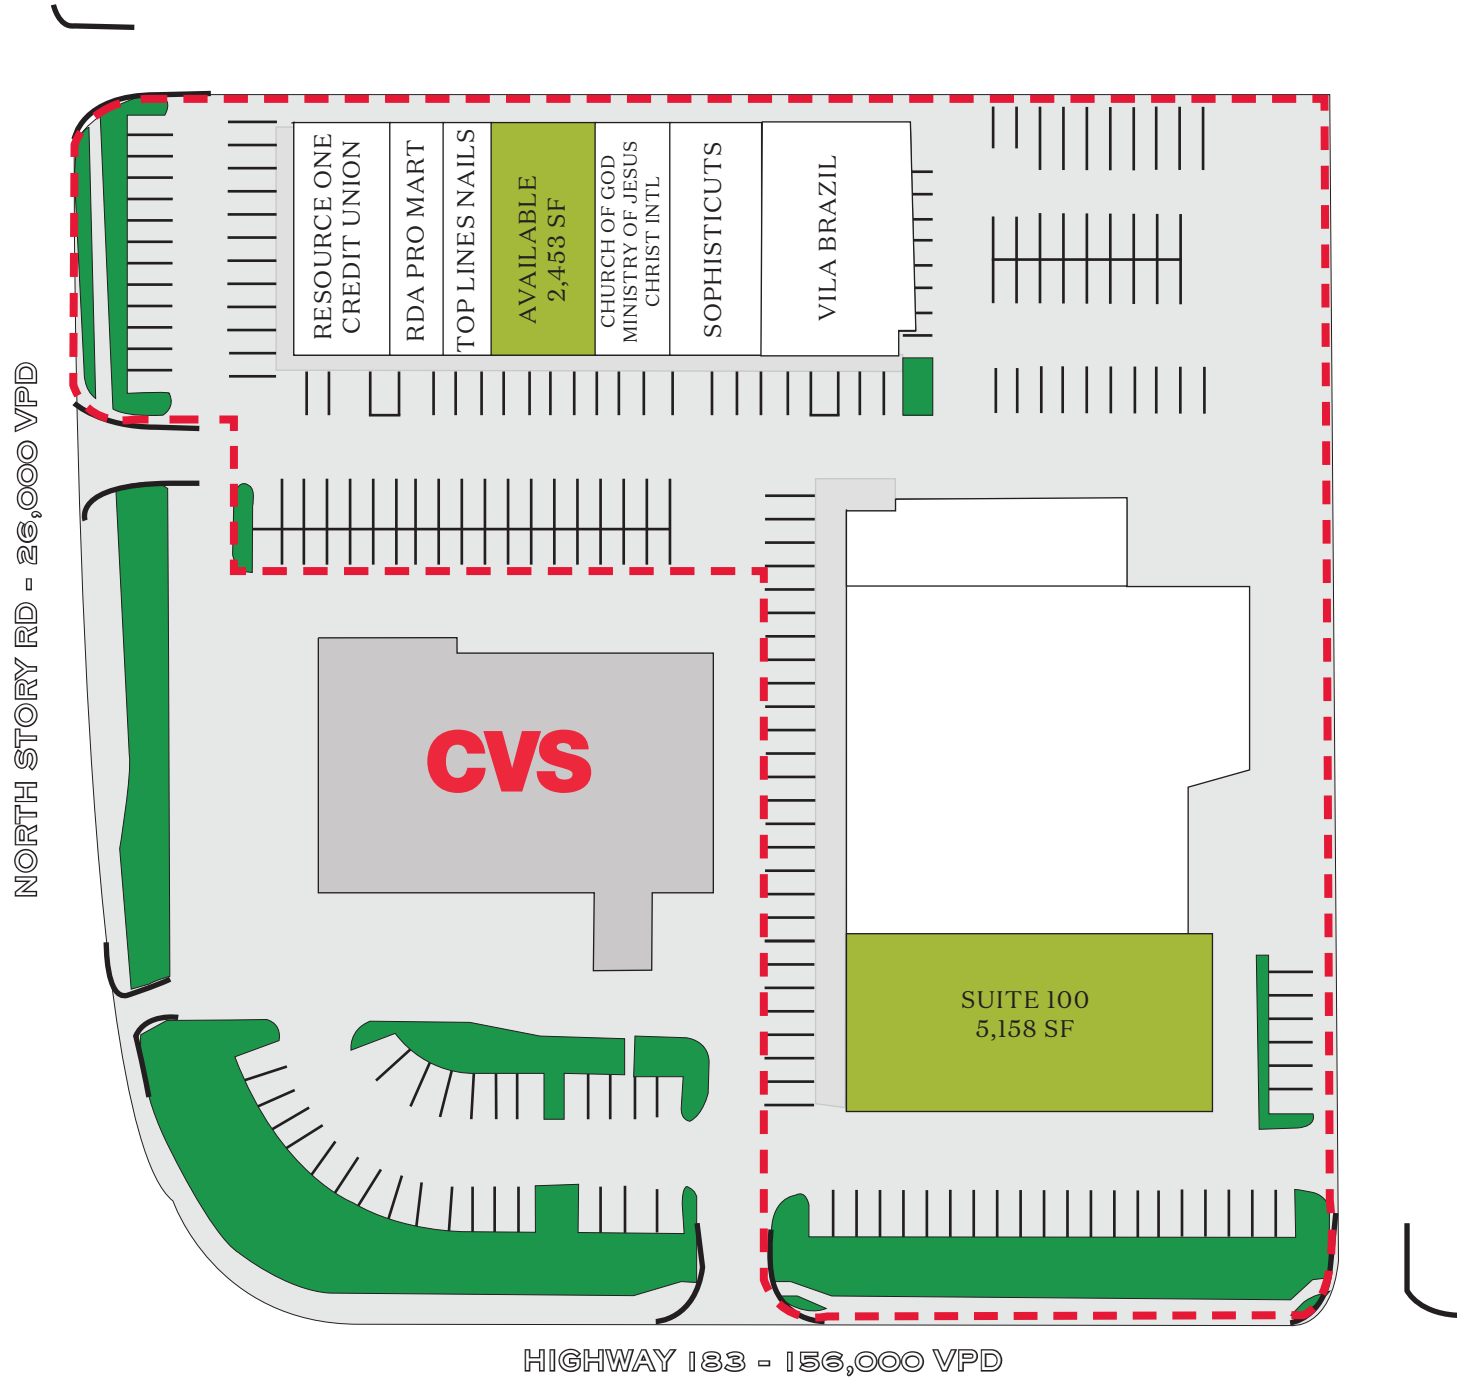 RESOURCE ONE
CREDIT UNION
RDA PRO MART
TOP LINES NAILS
AVAILABLE
2,453 SF
CHURCH OF GOD
MINISTRY OF JESUS
CHRIST INTL
SOPHISTICUTS
VILA BRAZIL
NORTH STORY RD - 26,000 VPD
CVS
SUITE 100
5,158 SF
HIGHWAY 183 - 156,000 VPD